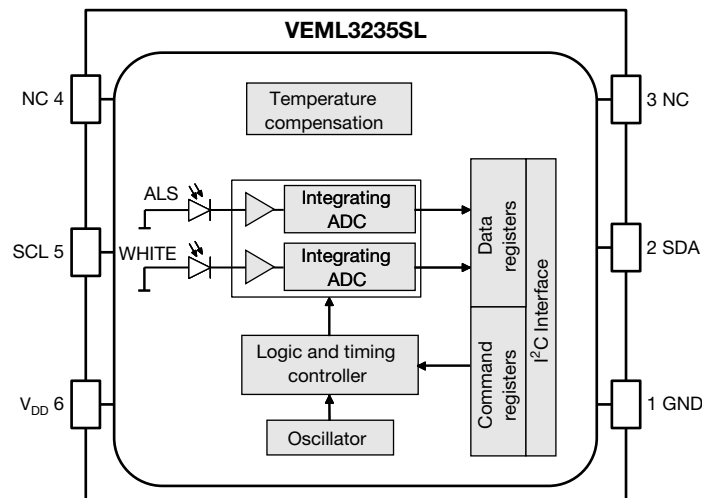 VEML3235SL
NC 4
3 NC
Temperature
compensation
ALS
Integrating
ADC
WHITE
Integrating
ADC
Data
registers
I²C Interface
SCL 5
2 SDA
Logic and timing
controller
Command
registers
V_DD 6
1 GND
Oscillator